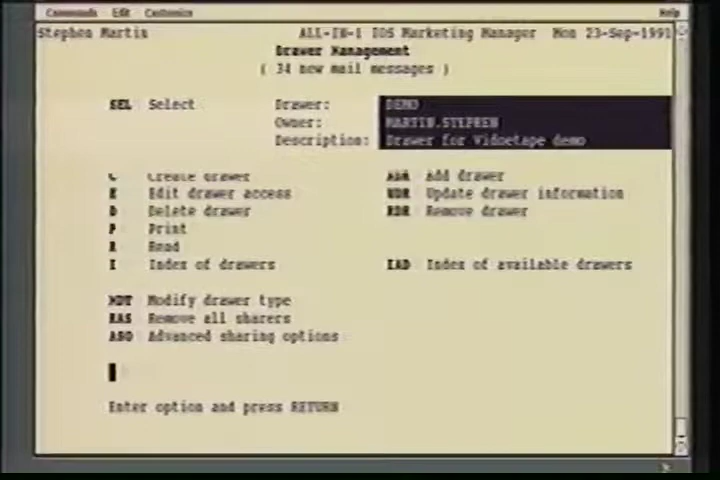 Commands Edit Customize Help
Stephen Martin ALL-IN-1 IOS Marketing Manager Mon 23-Sep-1991
Drawer Management
( 34 new mail messages )
SEL Select Drawer: DEMO
Owner: MARTIN.STEPHEN
Description: Drawer for Vidoetape demo
C Create drawer ADR Add drawer
E Edit drawer access UDR Update drawer information
D Delete drawer RDR Remove drawer
P Print
R Read
I Index of drawers IAD Index of available drawers
MDT Modify drawer type
RAS Remove all sharers
ASO Advanced sharing options
Enter option and press RETURN